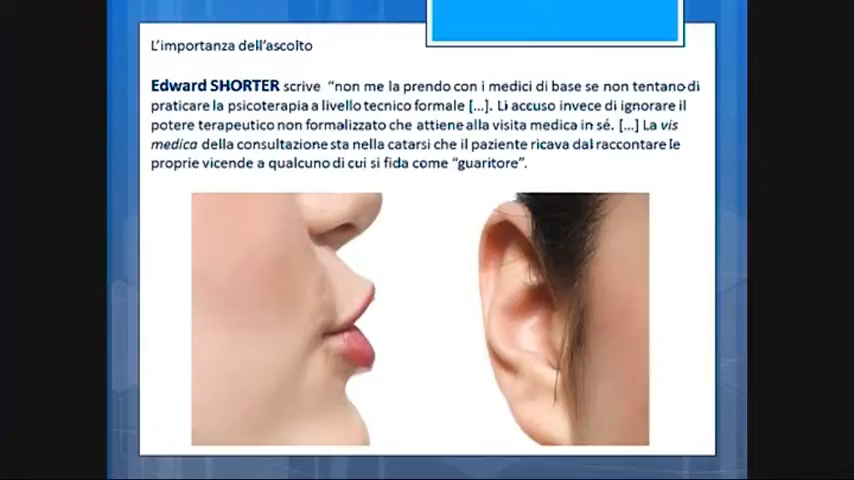 L'importanza dell'ascolto
Edward SHORTER scrive "non me la prendo con i medici di base se non tentano di
praticare la psicoterapia a livello tecnico formale [...]. Li accuso invece di ignorare il
potere terapeutico non formalizzato che attiene alla visita medica in sé. [...] La vis
medica della consultazione sta nella catarsi che il paziente ricava dal raccontare le
proprie vicende a qualcuno di cui si fida come "guaritore".